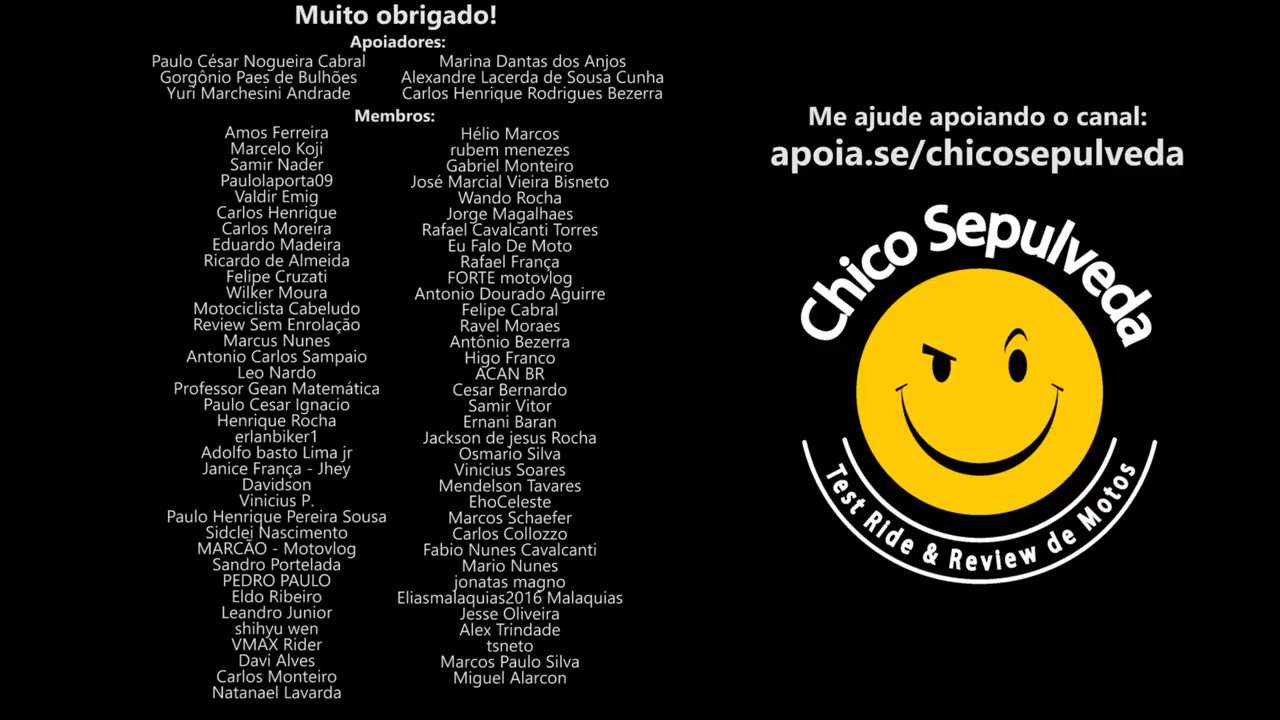 Muito obrigado!
Apoiadores:
Paulo César Nogueira Cabral
Gorgônio Paes de Bulhões
Yuri Marchesini Andrade
Marina Dantas dos Anjos
Alexandre Lacerda de Sousa Cunha
Carlos Henrique Rodrigues Bezerra
Membros:
Amos Ferreira
Marcelo Koji
Samir Nader
Paulolaporta09
Valdir Emig
Carlos Henrique
Carlos Moreira
Eduardo Madeira
Ricardo de Almeida
Felipe Cruzati
Wilker Moura
Motociclista Cabeludo
Review Sem Enrolação
Marcus Nunes
Antonio Carlos Sampaio
Leo Nardo
Professor Gean Matemática
Paulo Cesar Ignacio
Henrique Rocha
erlanbiker1
Adolfo basto Lima jr
Janice França - Jhey
Davidson
Vinicius P.
Paulo Henrique Pereira Sousa
Sidclei Nascimento
MARCÃO - Motovlog
Sandro Portelada
PEDRO PAULO
Eldo Ribeiro
Leandro Junior
shihyu wen
VMAX Rider
Davi Alves
Carlos Monteiro
Natanael Lavarda
Hélio Marcos
rubem menezes
Gabriel Monteiro
José Marcial Vieira Bisneto
Wando Rocha
Jorge Magalhaes
Rafael Cavalcanti Torres
Eu Falo De Moto
Rafael França
FORTE motovlog
Antonio Dourado Aguirre
Felipe Cabral
Ravel Moraes
Antônio Bezerra
Higo Franco
ACAN BR
Cesar Bernardo
Samir Vitor
Ernani Baran
Jackson de jesus Rocha
Osmario Silva
Vinicius Soares
Mendelson Tavares
EhoCeleste
Marcos Schaefer
Carlos Collozzo
Fabio Nunes Cavalcanti
Mario Nunes
jonatas magno
Eliasmalaquias2016 Malaquias
Jesse Oliveira
Alex Trindade
tsneto
Marcos Paulo Silva
Miguel Alarcon
Me ajude apoiando o canal:
apoia.se/chicosepulveda
Chico Sepulveda
Test Ride & Review de Motos